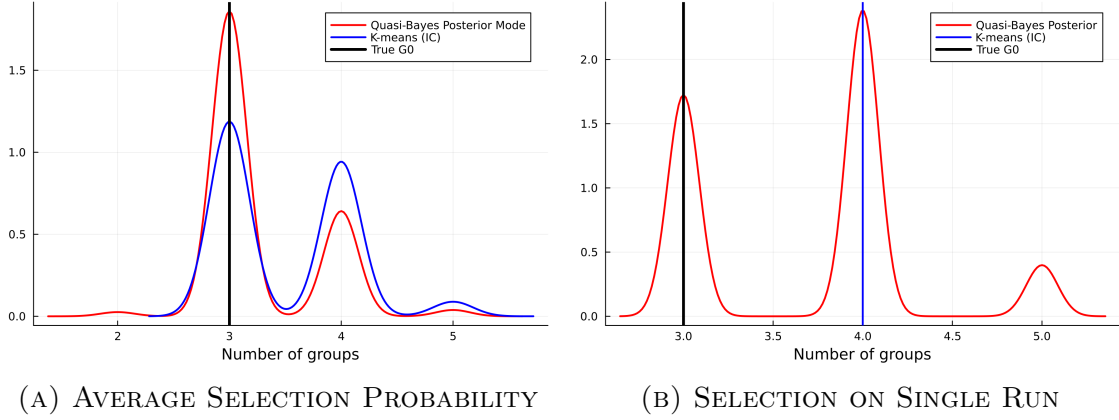 Quasi-Bayes Posterior Mode
K-means (IC)
True G0
1.5
1.0
0.5
0.0
2
3
4
5
Number of groups
(A) AVERAGE SELECTION PROBABILITY
Quasi-Bayes Posterior
K-means (IC)
True G0
2.0
1.5
1.0
0.5
0.0
3.0
3.5
4.0
4.5
5.0
Number of groups
(B) SELECTION ON SINGLE RUN